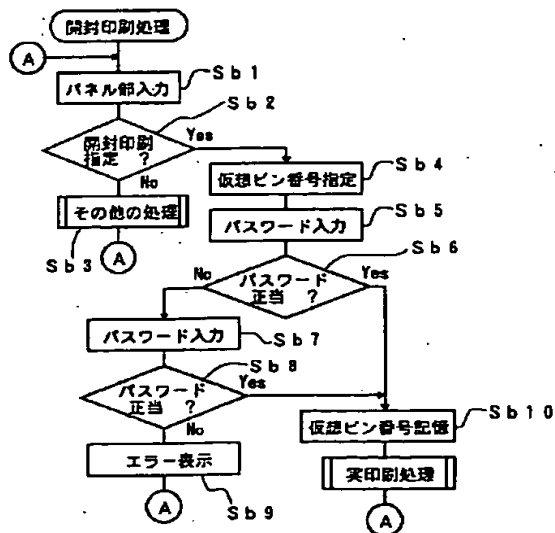 開封印刷処理
A
Sb1
パネル部入力
Sb2
開封印刷
指定 ?
Yes
No
Sb4
仮想ビン番号指定
その他の処理
Sb5
パスワード入力
A
Sb3
Sb6
No
パスワード
正当 ?
Yes
パスワード入力
Sb7
Sb8
パスワード
正当 ?
Yes
No
Sb10
仮想ビン番号記憶
エラー表示
実印刷処理
A
Sb9
A